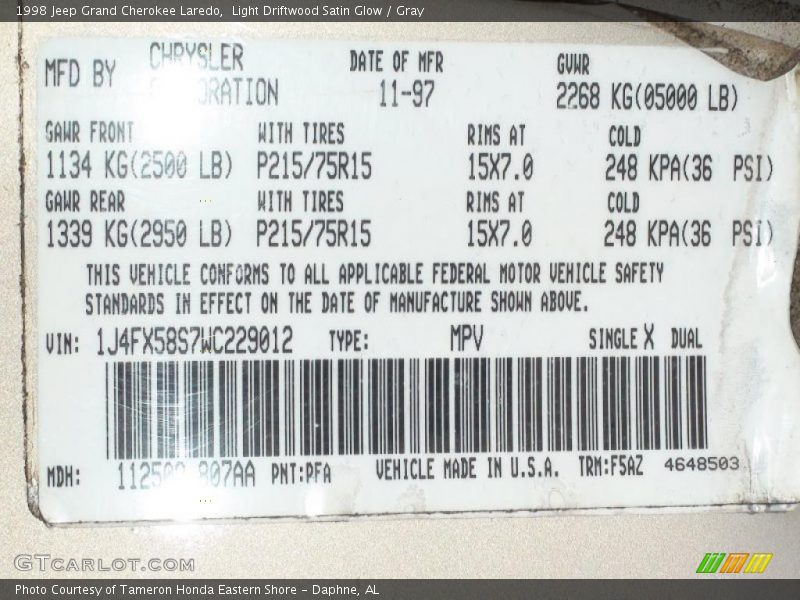 1998 Jeep Grand Cherokee Laredo, Light Driftwood Satin Glow / Gray
MFD BY CHRYSLER DATE OF MFR GVWR
11-97 2268 KG(05000 LB)
GAWR FRONT WITH TIRES RIMS AT COLD
1134 KG(2500 LB) P215/75R15 15X7.0 248 KPA(36 PSI)
GAWR REAR WITH TIRES RIMS AT COLD
1339 KG(2950 LB) P215/75R15 15X7.0 248 KPA(36 PSI)
THIS VEHICLE CONFORMS TO ALL APPLICABLE FEDERAL MOTOR VEHICLE SAFETY
STANDARDS IN EFFECT ON THE DATE OF MANUFACTURE SHOWN ABOVE.
VIN: 1J4FX58S7WC229012 TYPE: MPV SINGLE X DUAL
MDH: 807AA PNT:PFA VEHICLE MADE IN U.S.A. TRM:F5AZ 4648503
GTCARLOT.COM
Photo Courtesy of Tameron Honda Eastern Shore – Daphne, AL